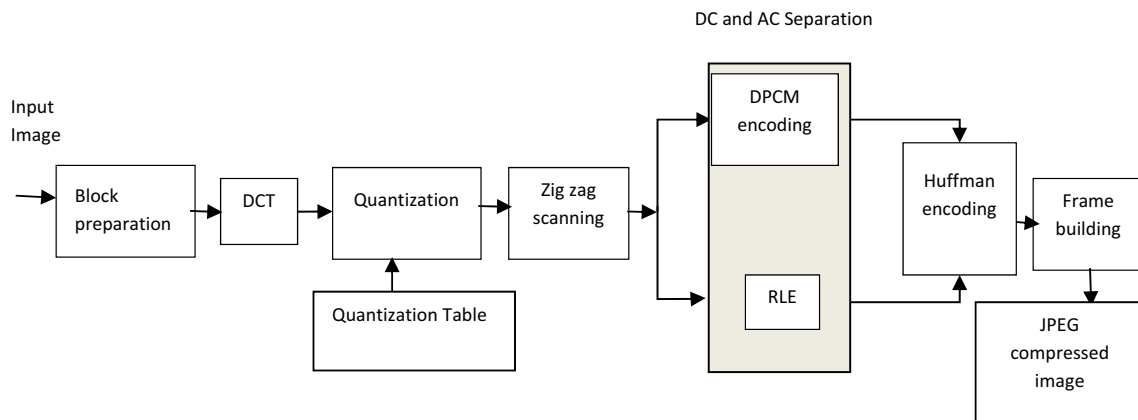 DC and AC Separation
Input
Image
Block
preparation
DCT
Quantization
Quantization Table
Zig zag
scanning
DPCM
encoding
RLE
Huffman
encoding
Frame
building
JPEG
compressed
image